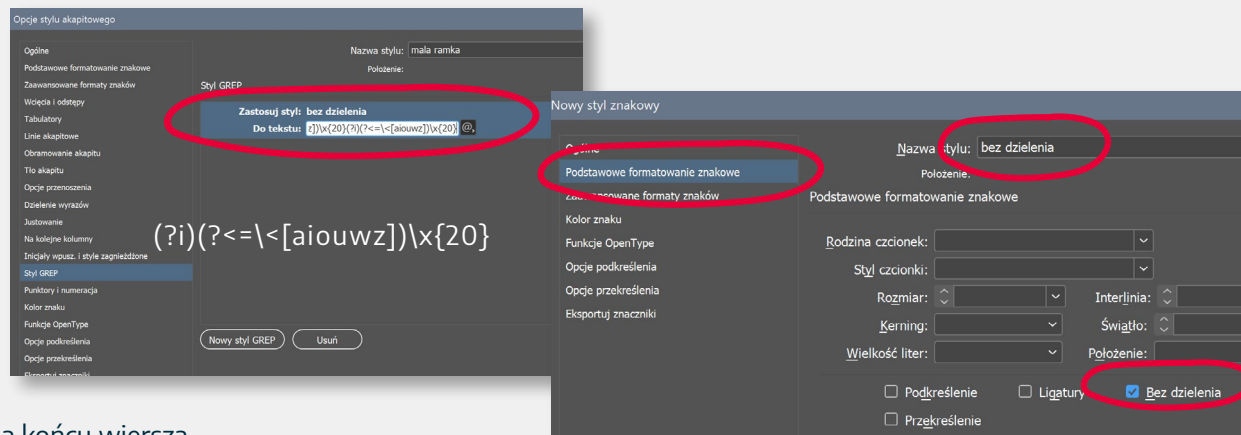 Opcje stylu akapitowego
Ogólne
Podstawowe formatowanie znakowe
Zaawansowane formaty znaków
Wcięcia i odstępy
Tabulatory
Linie akapitowe
Obramowanie akapitu
Tło akapitu
Opcje przenoszenia
Dzielenie wyrazów
Justowanie
Na kolejne kolumny
Inicjały wpusz. i style zagnieżdżone
Styl GREP
Punktory i numeracja
Kolor znaku
Funkcje OpenType
Opcje podkreślenia
Opcje przekreślenia
Eksportuj znaczniki
Nazwa stylu: mala ramka
Położenie:
Styl GREP
Zastosuj styl: bez dzielenia
Do tekstu: z])\x{20}(?i)(?<=\<[aiouwz])\x{20}
(?i)(?<=\<[aiouwz])\x{20}
Nowy styl GREP Usuń
Nowy styl znakowy
Ogólne
Podstawowe formatowanie znakowe
Zaawansowane formaty znaków
Kolor znaku
Funkcje OpenType
Opcje podkreślenia
Opcje przekreślenia
Eksportuj znaczniki
Nazwa stylu: bez dzielenia
Położenie:
Podstawowe formatowanie znakowe
Rodzina czcionek:
Styl czcionki:
Rozmiar: Interlinia:
Kerning: Światło:
Wielkość liter: Położenie:
Podkreślenie Ligatury Bez dzielenia
Przekreślenie
końcu wiersza